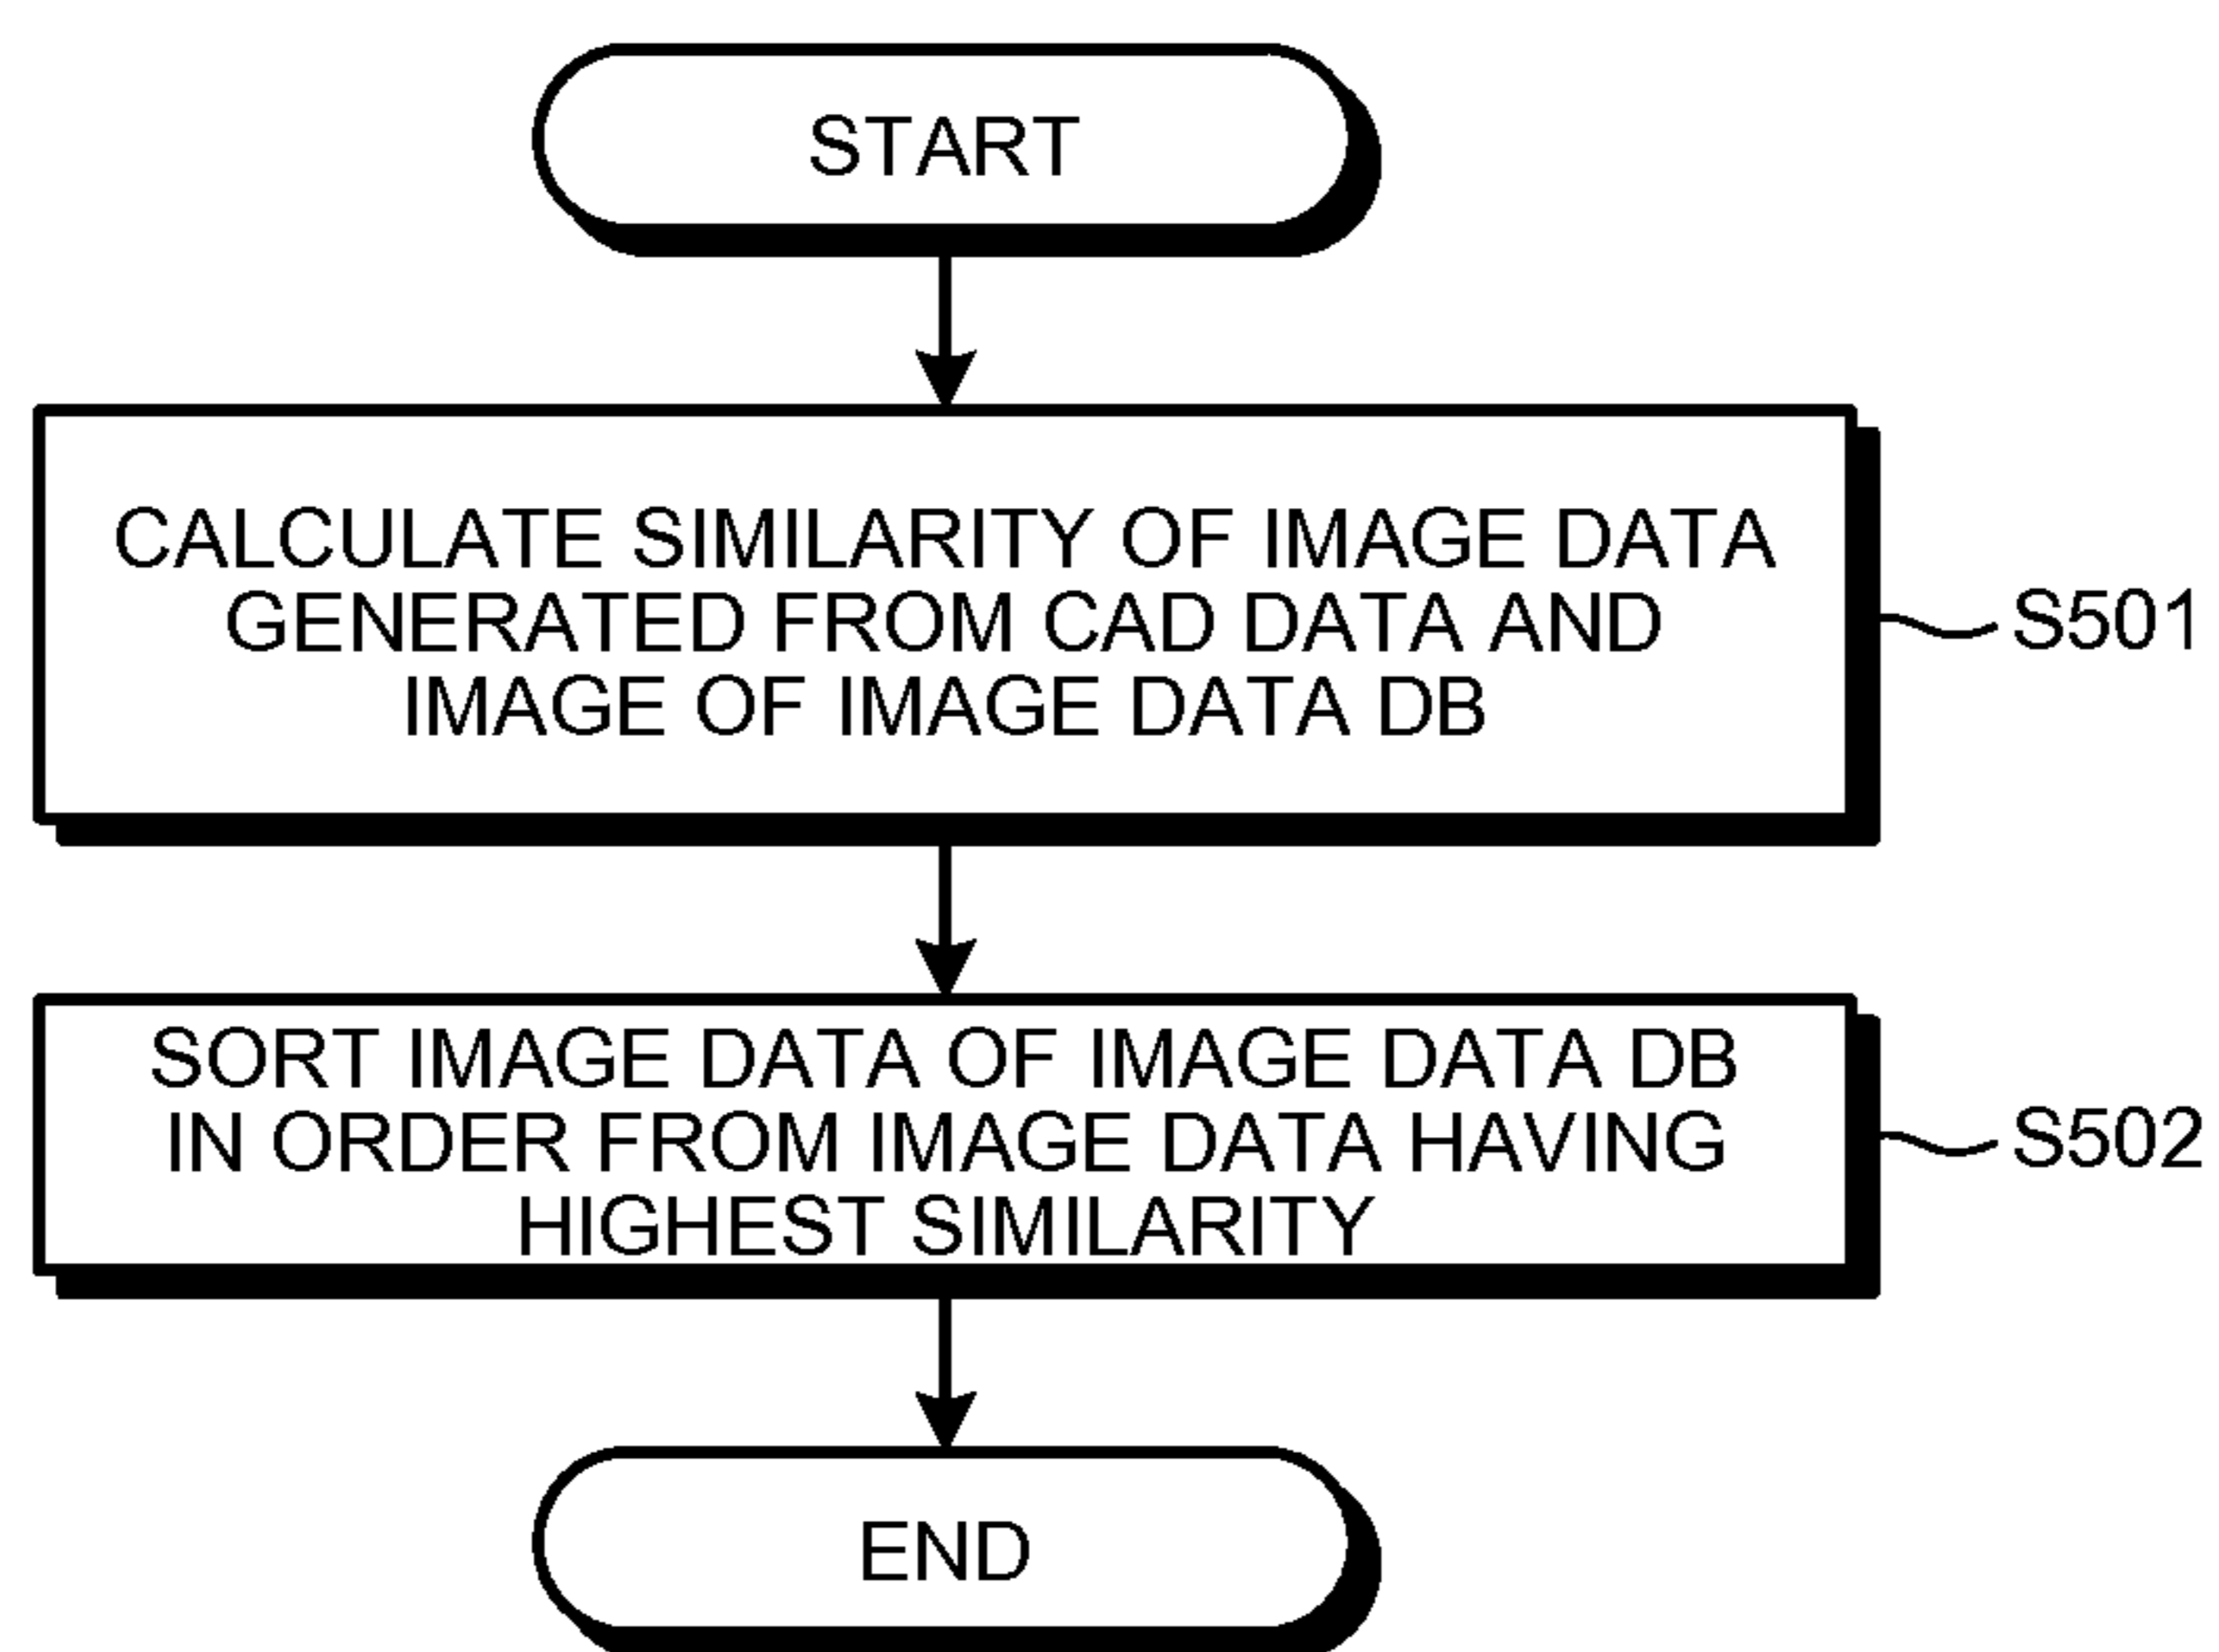 START
CALCULATE SIMILARITY OF IMAGE DATA
GENERATED FROM CAD DATA AND
IMAGE OF IMAGE DATA DB
S501
SORT IMAGE DATA OF IMAGE DATA DB
IN ORDER FROM IMAGE DATA HAVING
HIGHEST SIMILARITY
S502
END